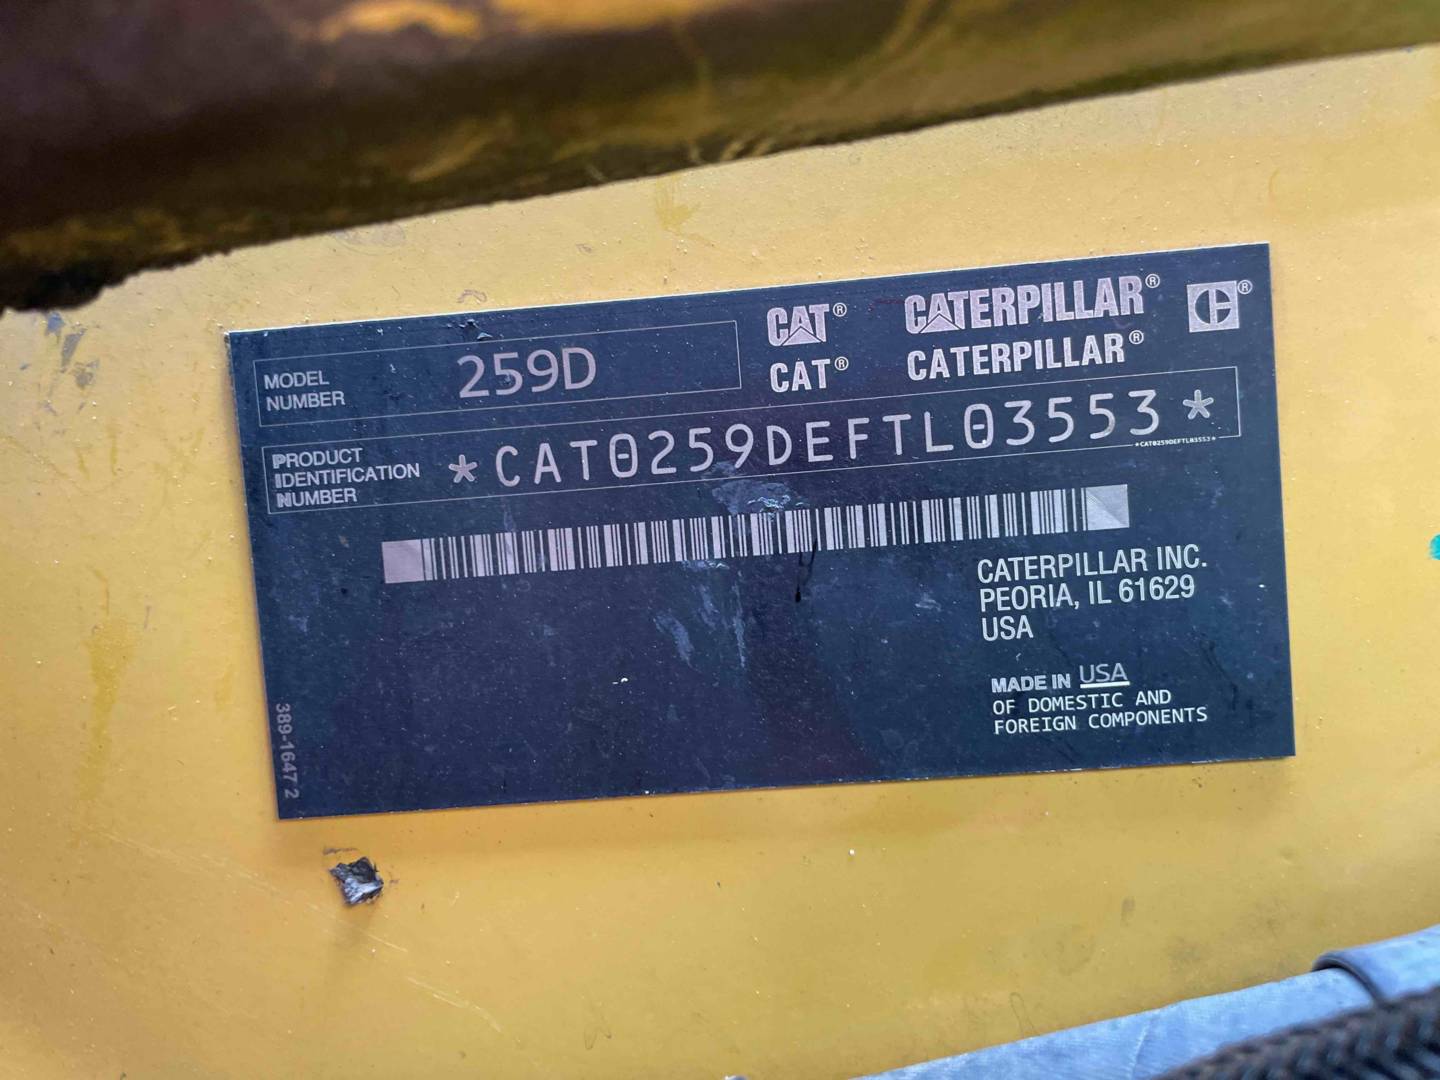 MODEL
NUMBER
259D
CAT® CATERPILLAR® C®
CAT® CATERPILLAR®
PRODUCT
IDENTIFICATION
NUMBER
*CAT0259DEFTL03553*
*CAT0259DEFTL03553*
CATERPILLAR INC.
PEORIA, IL 61629
USA
MADE IN USA
OF DOMESTIC AND
FOREIGN COMPONENTS
389-1647 2